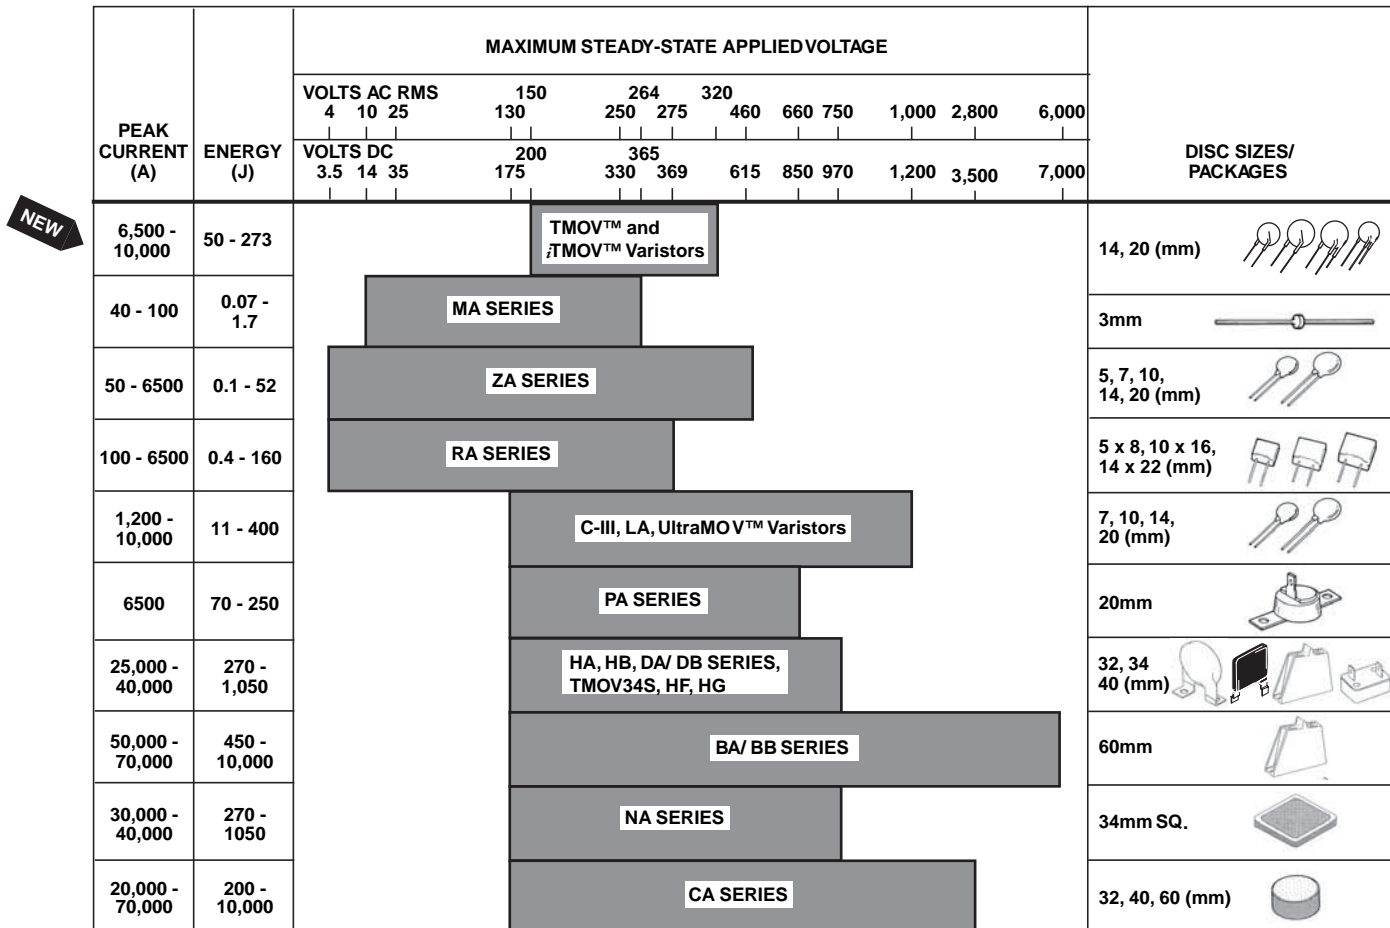 MAXIMUM STEADY-STATE APPLIED VOLTAGE
PEAK
CURRENT
(A)
ENERGY
(J)
VOLTS AC RMS 150 264 320
4 10 25 130 250 275 460 660 750 1,000 2,800 6,000
VOLTS DC 200 365
3.5 14 35 175 330 369 615 850 970 1,200 3,500 7,000
DISC SIZES/
PACKAGES
NEW
6,500 -
10,000
50 - 273
TMOV™ and
iTMOV™ Varistors
14, 20 (mm)
40 - 100
0.07 -
1.7
MA SERIES
3mm
50 - 6500
0.1 - 52
ZA SERIES
5, 7, 10,
14, 20 (mm)
100 - 6500
0.4 - 160
RA SERIES
5 x 8, 10 x 16,
14 x 22 (mm)
1,200 -
10,000
11 - 400
C-III, LA, UltraMOV™ Varistors
7, 10, 14,
20 (mm)
6500
70 - 250
PA SERIES
20mm
25,000 -
40,000
270 -
1,050
HA, HB, DA/ DB SERIES,
TMOV34S, HF, HG
32, 34
40 (mm)
50,000 -
70,000
450 -
10,000
BA/ BB SERIES
60mm
30,000 -
40,000
270 -
1050
NA SERIES
34mm SQ.
20,000 -
70,000
200 -
10,000
CA SERIES
32, 40, 60 (mm)